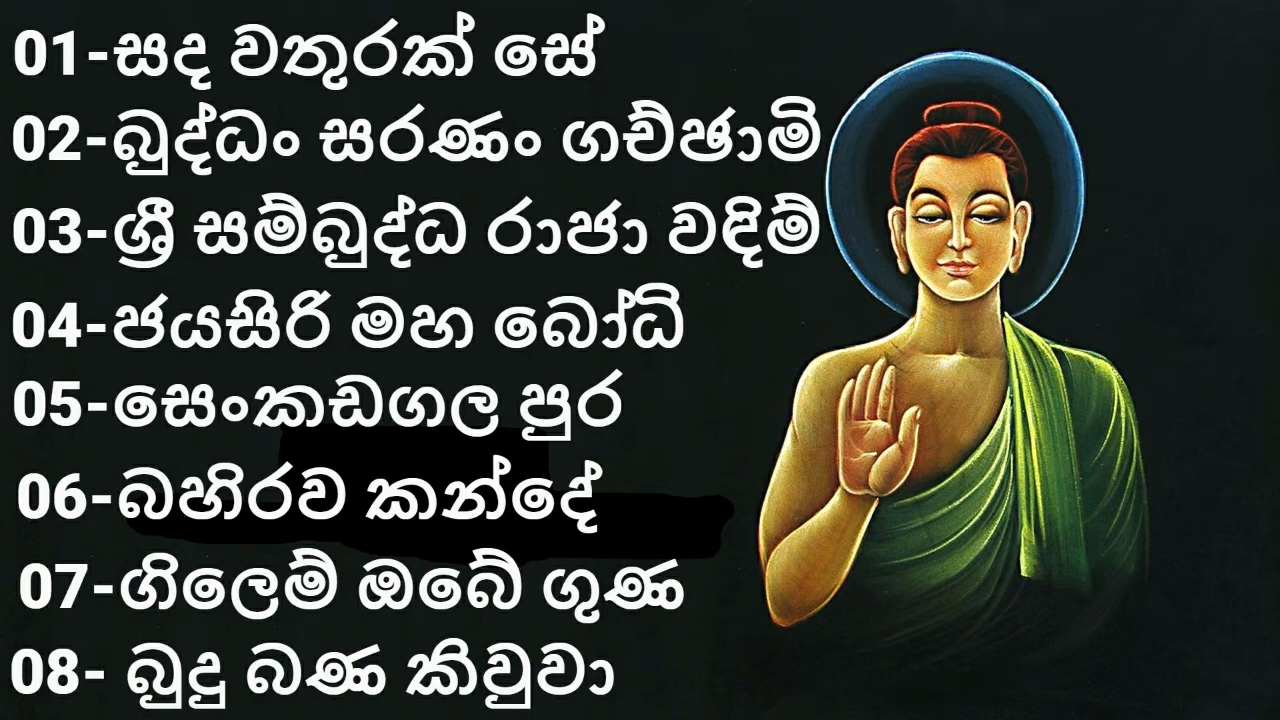 01-සද වතුරක් සේ
02-බුද්ධං සරණං ගච්ඡාමි
03-ශ්‍රී සම්බුද්ධ රාජා වඳිම්
04-ජයසිරි මහ බෝධි
05-සෙංකඩගල පුර
06-බහිරව කන්දේ
07-ගිලෙම් ඔබේ ගුණ
08- බුදු බණ කිවුවා